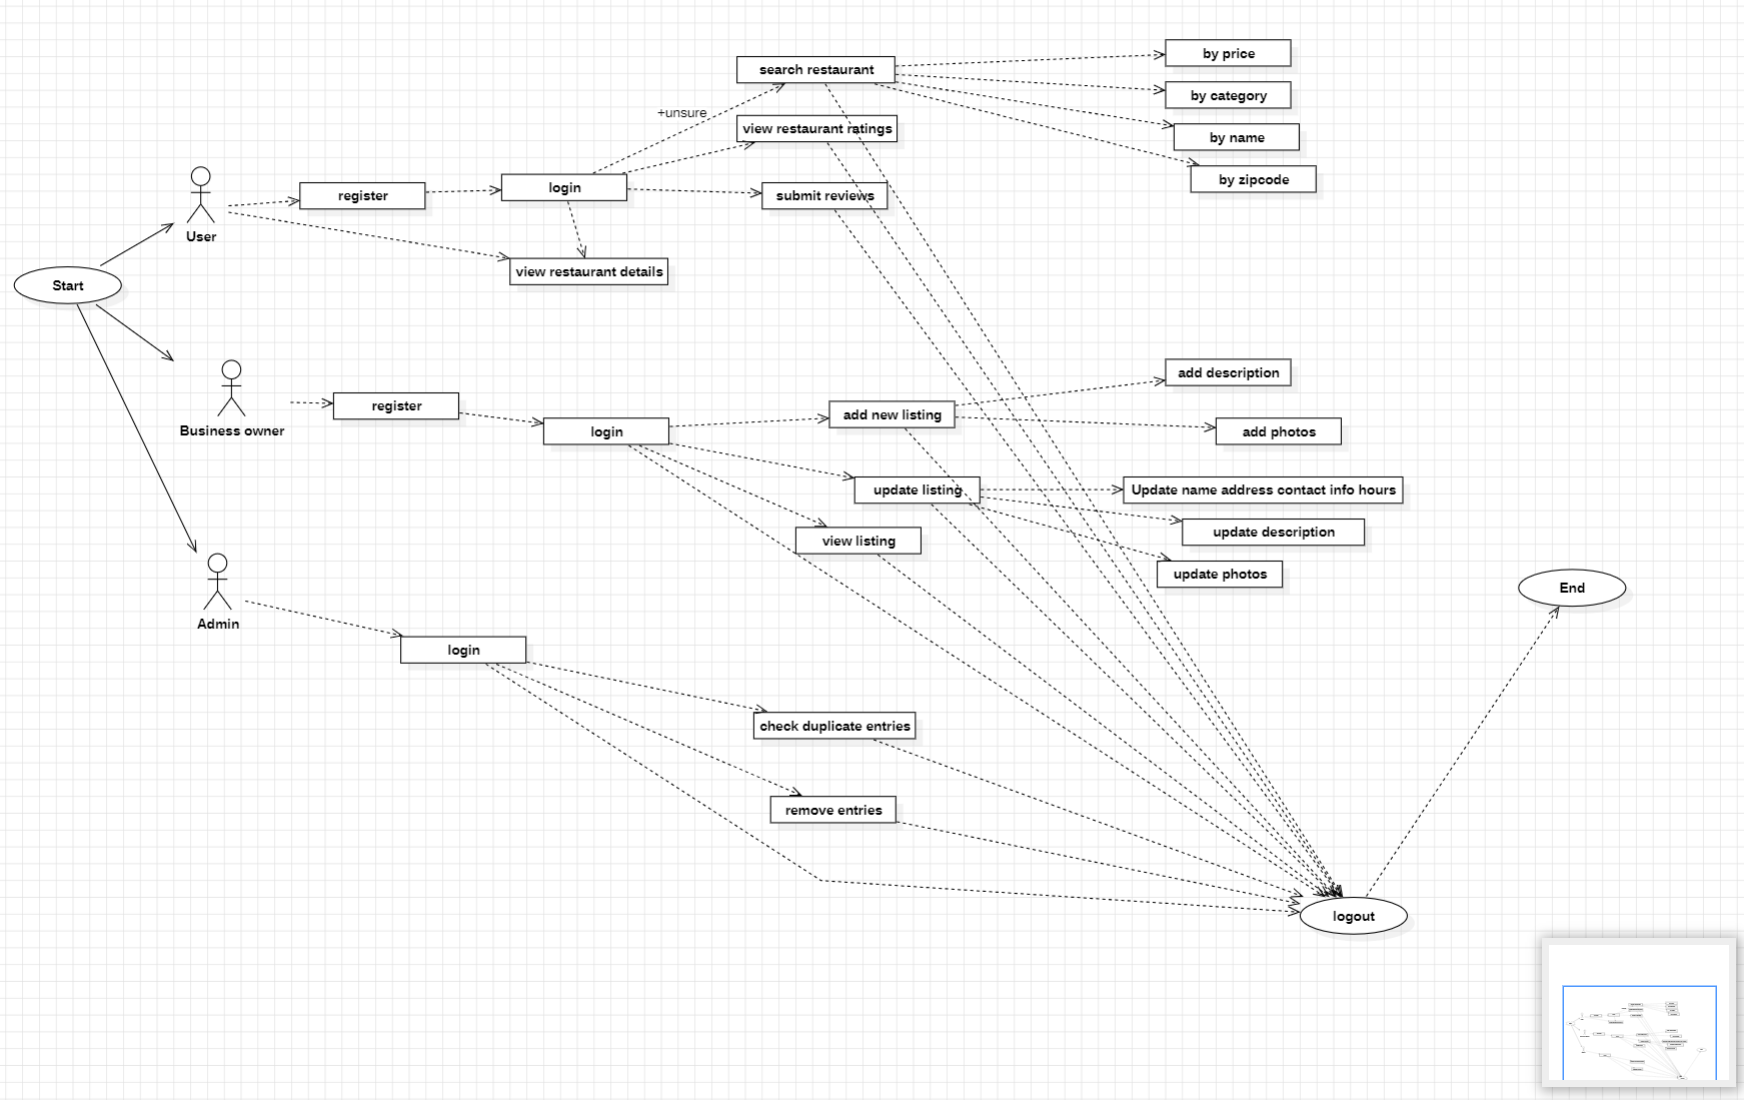 search restaurant
by price
by category
+unsure
view restaurant ratings
by name
by zipcode
register
login
submit reviews
User
view restaurant details
Start
add description
register
add new listing
Business owner
login
add photos
update listing
Update name address contact info hours
view listing
update description
update photos
End
Admin
login
check duplicate entries
remove entries
logout